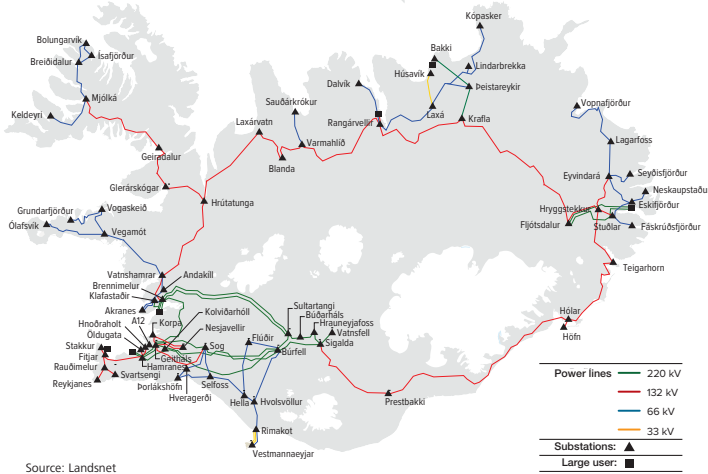 Kópasker
Bolungarvík
Ísafjörður
Breiðidalur
Bakki
Lindarbrekka
Húsavík
Dalvík
Þeistareykir
Mjólká
Sauðárkrókur
Vopnafjörður
Keldeyri
Laxárvatn
Rangárvellir
Laxá
Krafla
Varmahlíð
Lagarfoss
Geiradalur
Blanda
Eyvindará
Seyðisfjörður
Glerárskógar
Neskaupstaðu
Hrútatunga
Eskifjörður
Grundarfjörður
Vogaskeið
Hryggstekkur
Ólafsvík
Fljótsdalur
Stuðlar
Fáskrúðsfjörður
Vegamót
Teigarhorn
Vatnshamrar
Andakíll
Brennimelur
Klafastaðir
Akranes
Sultartangi
Búðarháls
Hólar
Kolviðarhóll
Hrauneyjafoss
A12
Korpa
Vatnsfell
Höfn
Hnoðraholt
Nesjavellir
Öldugata
Flúðir
Sigalda
Stakkur
Sog
Búrfell
Fitjar
Geitháls
Rauðimelur
Hamranes
Svartsengi
Reykjanes
Þorlákshöfn
Selfoss
Hveragerði
Hella
Hvolsvöllur
Prestbakki
Rimakot
Vestmannaeyjar
Power lines
220 kV
132 kV
66 kV
33 kV
Substations:
Large user:
Source: Landsnet